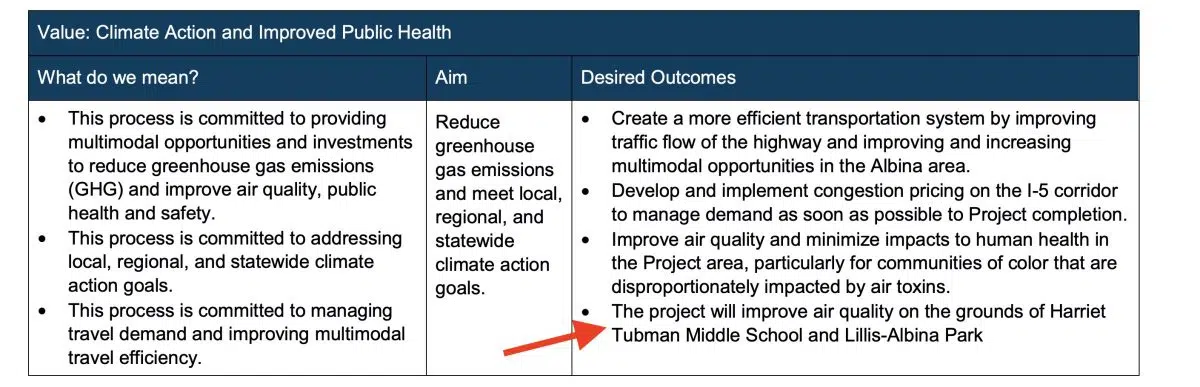 Value: Climate Action and Improved Public Health
What do we mean?
Aim
Desired Outcomes
• This process is committed to providing
multimodal opportunities and investments
to reduce greenhouse gas emissions
(GHG) and improve air quality, public
health and safety.
• This process is committed to addressing
local, regional, and statewide climate
action goals.
• This process is committed to managing
travel demand and improving multimodal
travel efficiency.
Reduce
greenhouse
gas emissions
and meet local,
regional, and
statewide
climate action
goals.
• Create a more efficient transportation system by improving
traffic flow of the highway and improving and increasing
multimodal opportunities in the Albina area.
• Develop and implement congestion pricing on the I-5 corridor
to manage demand as soon as possible to Project completion.
• Improve air quality and minimize impacts to human health in
the Project area, particularly for communities of color that are
disproportionately impacted by air toxins.
• The project will improve air quality on the grounds of Harriet
Tubman Middle School and Lillis-Albina Park